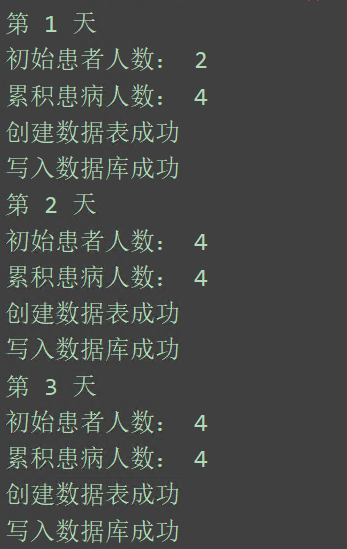 第 1 天
初始患者人数： 2
累积患病人数： 4
创建数据表成功
写入数据库成功
第 2 天
初始患者人数： 4
累积患病人数： 4
创建数据表成功
写入数据库成功
第 3 天
初始患者人数： 4
累积患病人数： 4
创建数据表成功
写入数据库成功